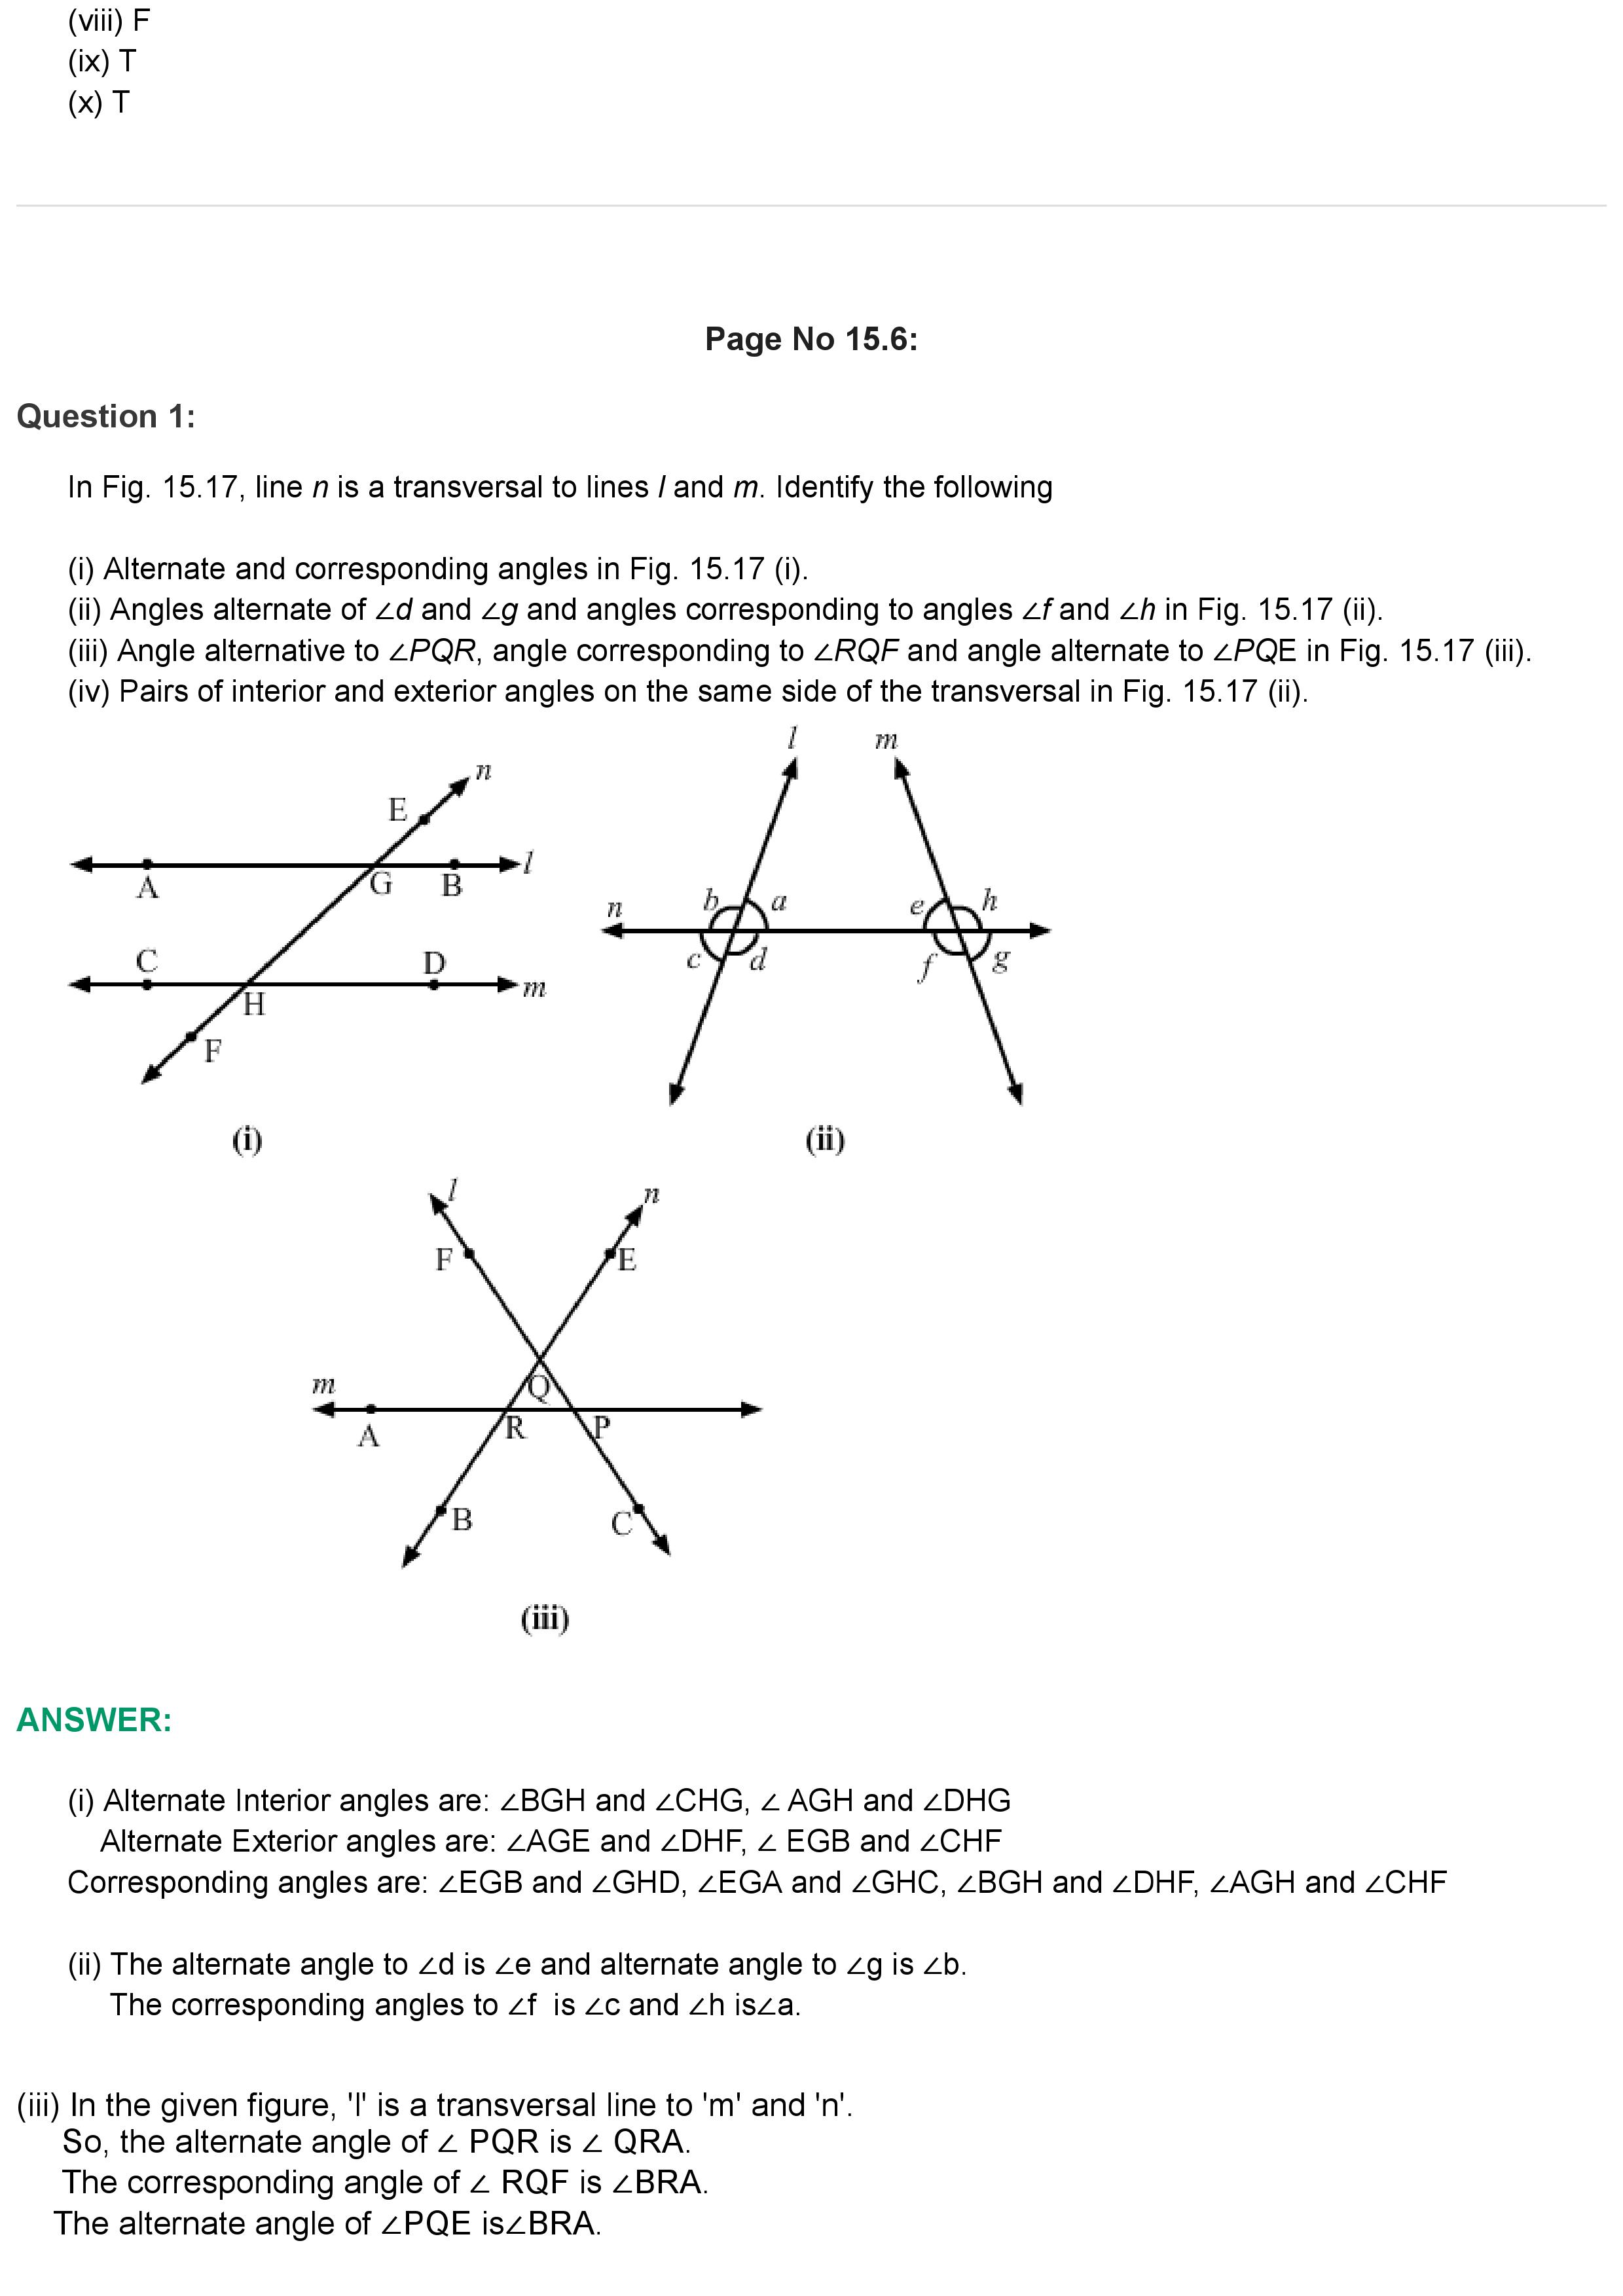 (viii) F
(ix) T
(x) T
Page No 15.6:
Question 1:
In Fig. 15.17, line n is a transversal to lines l and m. Identify the following
(i) Alternate and corresponding angles in Fig. 15.17 (i).
(ii) Angles alternate of ∠d and ∠g and angles corresponding to angles ∠f and ∠h in Fig. 15.17 (ii).
(iii) Angle alternative to ∠PQR, angle corresponding to ∠RQF and angle alternate to ∠PQE in Fig. 15.17 (iii).
(iv) Pairs of interior and exterior angles on the same side of the transversal in Fig. 15.17 (ii).
n
E
l
A
G
B
C
D
H
m
F
(i)
l
m
n
b
a
e
h
c
d
f
g
(ii)
l
n
F
E
m
Q
A
R
P
B
C
(iii)
ANSWER:
(i) Alternate Interior angles are: ∠BGH and ∠CHG, ∠ AGH and ∠DHG
Alternate Exterior angles are: ∠AGE and ∠DHF, ∠ EGB and ∠CHF
Corresponding angles are: ∠EGB and ∠GHD, ∠EGA and ∠GHC, ∠BGH and ∠DHF, ∠AGH and ∠CHF
(ii) The alternate angle to ∠d is ∠e and alternate angle to ∠g is ∠b.
The corresponding angles to ∠f is ∠c and ∠h is∠a.
(iii) In the given figure, 'l' is a transversal line to 'm' and 'n'.
So, the alternate angle of ∠ PQR is ∠ QRA.
The corresponding angle of ∠ RQF is ∠BRA.
The alternate angle of ∠PQE is∠BRA.